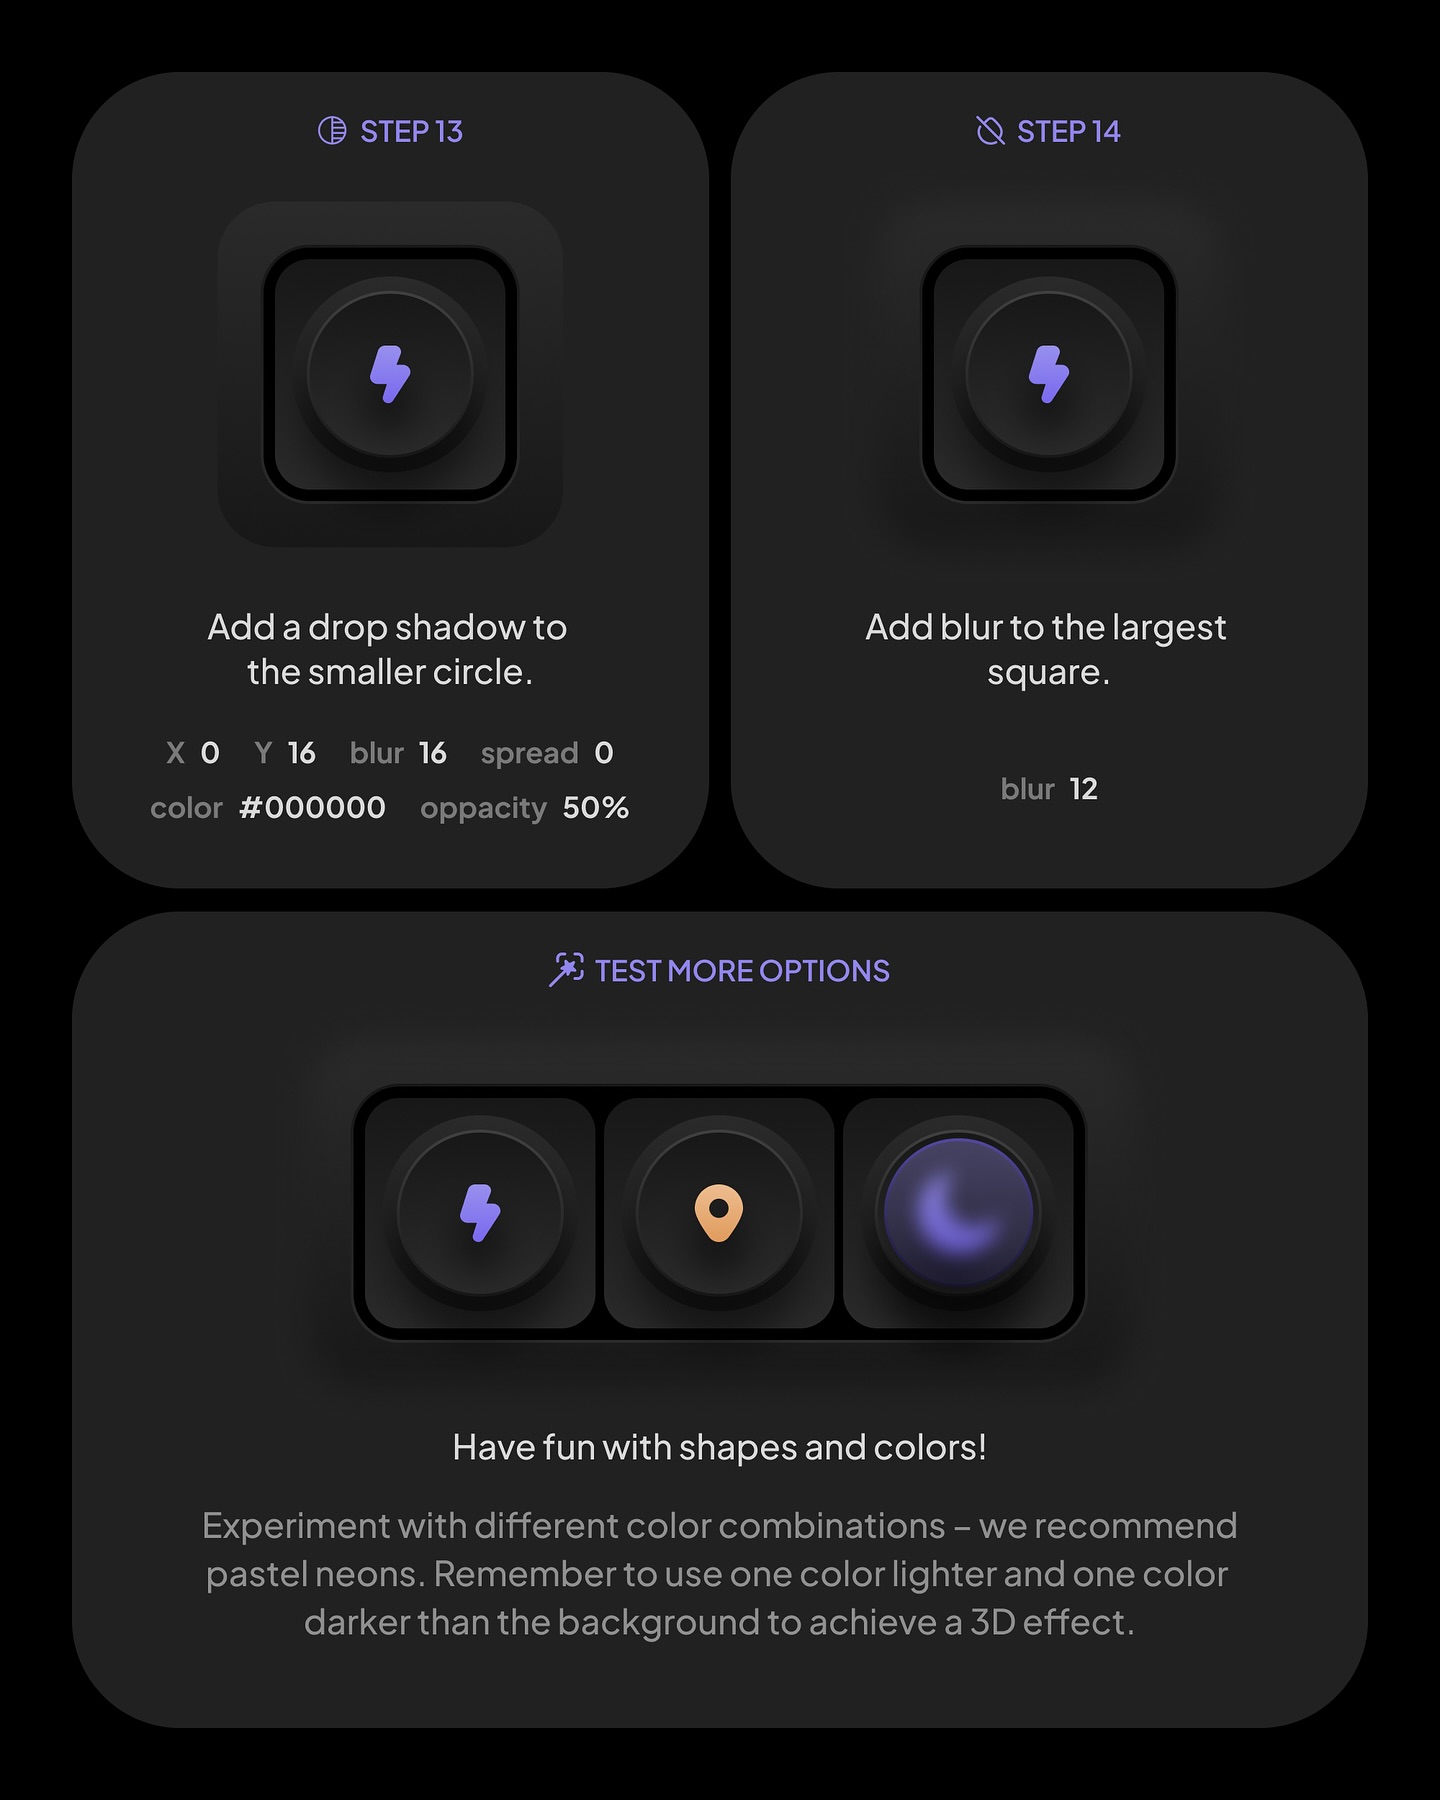 STEP 13
Add a drop shadow to
the smaller circle.
X 0 Y 16 blur 16 spread 0
color #000000 oppacity 50%
STEP 14
Add blur to the largest
square.
blur 12
TEST MORE OPTIONS
Have fun with shapes and colors!
Experiment with different color combinations – we recommend
pastel neons. Remember to use one color lighter and one color
darker than the background to achieve a 3D effect.